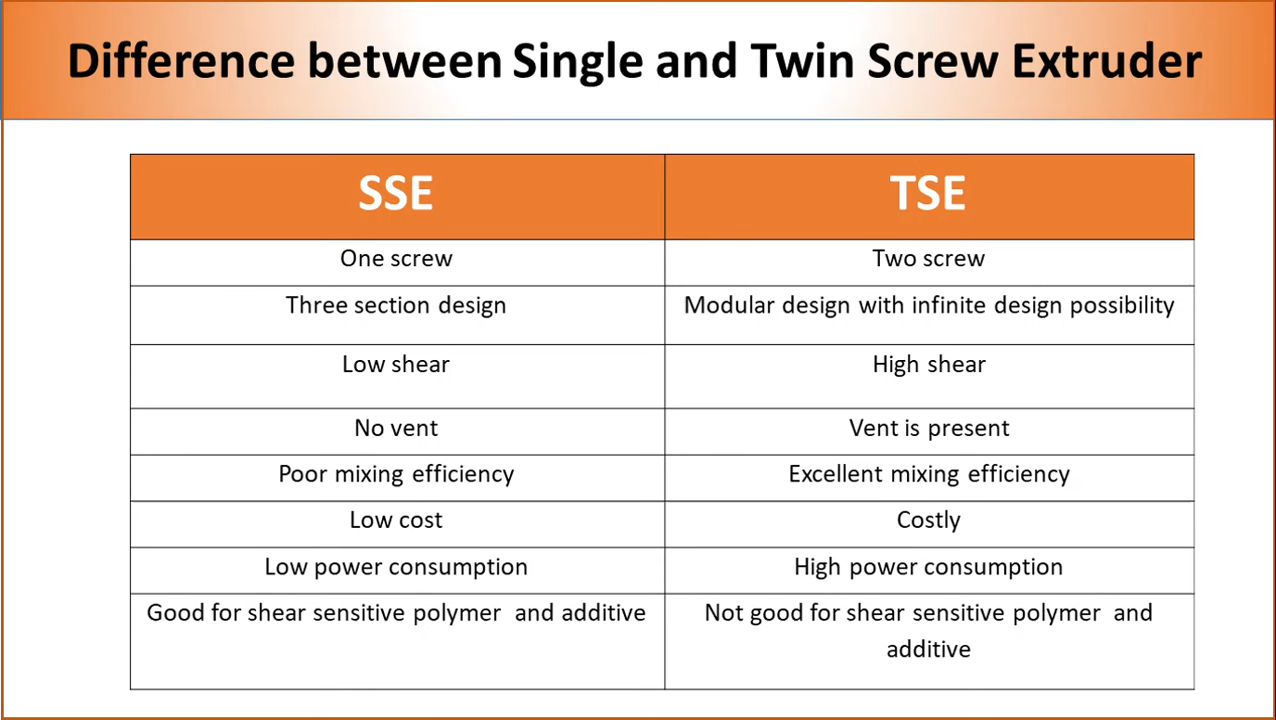 Difference between Single and Twin Screw Extruder
SSE
TSE
One screw
Two screw
Three section design
Modular design with infinite design possibility
Low shear
High shear
No vent
Vent is present
Poor mixing efficiency
Excellent mixing efficiency
Low cost
Costly
Low power consumption
High power consumption
Good for shear sensitive polymer and additive
Not good for shear sensitive polymer and
additive